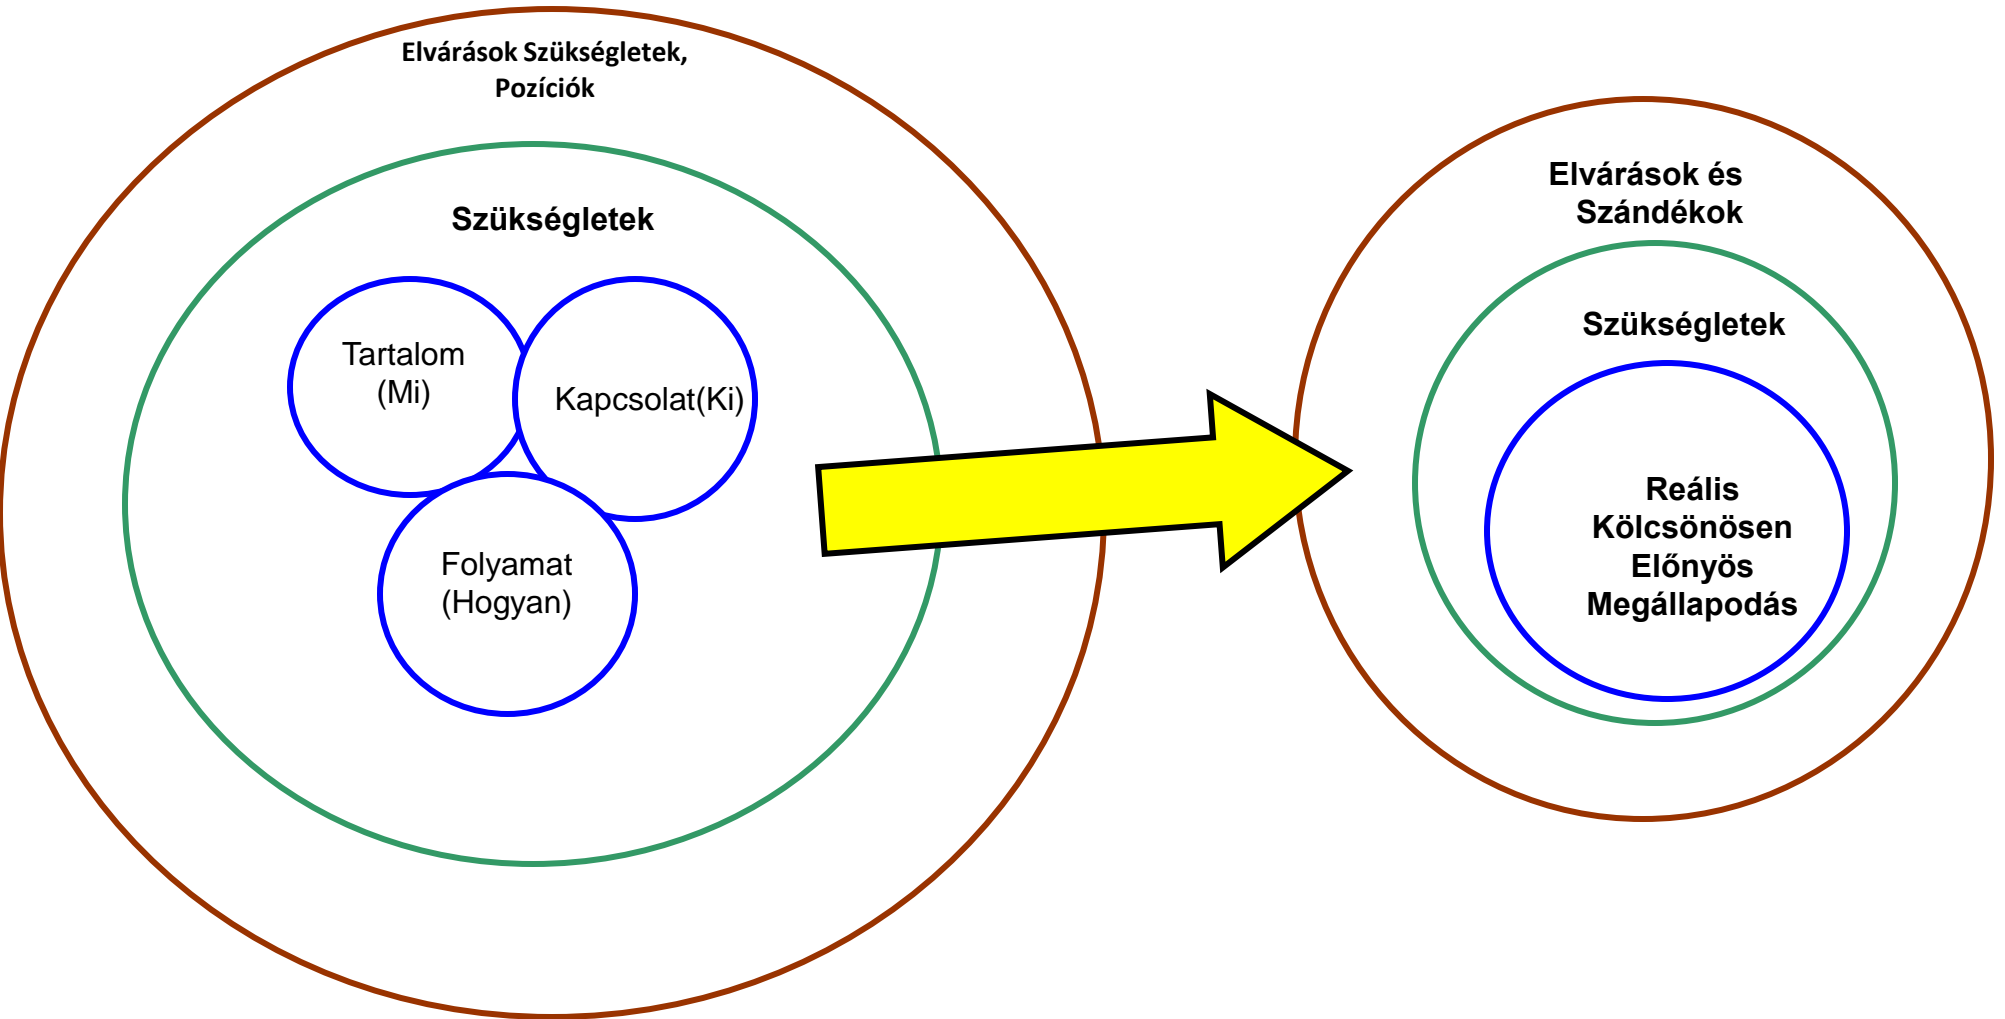 Elvárások Szükségletek,
Pozíciók
Szükségletek
Tartalom
(Mi)
Kapcsolat(Ki)
Folyamat
(Hogyan)
Elvárások és
Szándékok
Szükségletek
Reális
Kölcsönösen
Előnyös
Megállapodás